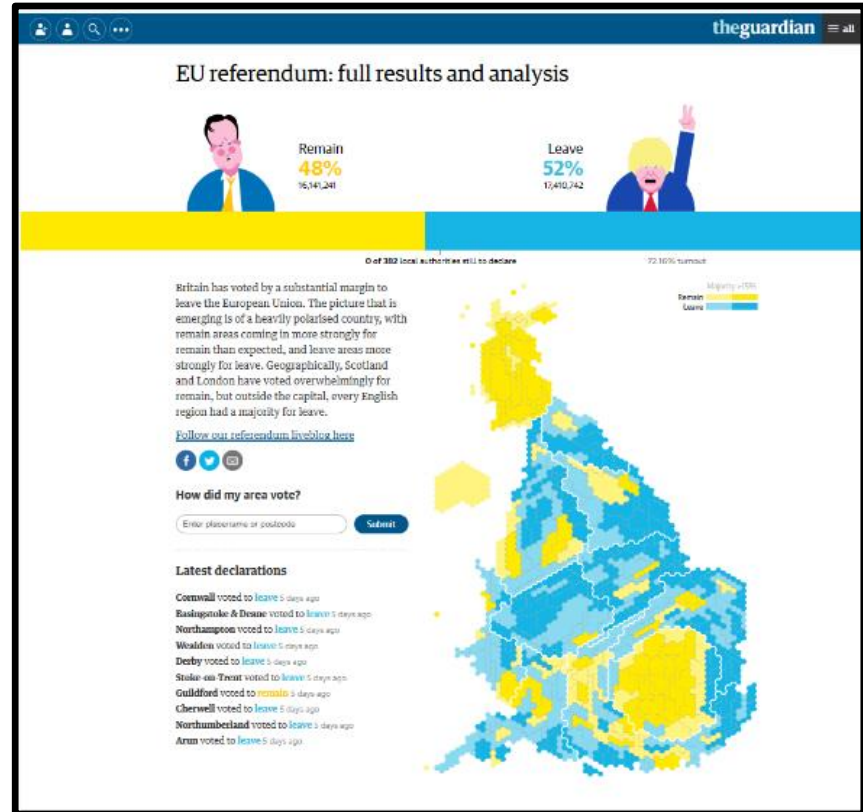 theguardian
all
EU referendum: full results and analysis
Remain
48%
16,141,241
Leave
52%
17,410,742
0 of 382 local authorities still to declare
72.16% turnout
Britain has voted by a substantial margin to
leave the European Union. The picture that is
emerging is of a heavily polarised country, with
remain areas coming in more strongly for
remain than expected, and leave areas more
strongly for leave. Geographically, Scotland
and London have voted overwhelmingly for
remain, but outside the capital, every English
region had a majority for leave.
Follow our referendum liveblog here
How did my area vote?
Enter placename or postcode
Submit
Latest declarations
Cornwall voted to leave 5 days ago
Basingstoke & Deane voted to leave 5 days ago
Northampton voted to leave 5 days ago
Wealden voted to leave 5 days ago
Derby voted to leave 5 days ago
Stoke-on-Trent voted to leave 5 days ago
Guildford voted to remain 5 days ago
Cherwell voted to leave 5 days ago
Northumberland voted to leave 5 days ago
Arun voted to leave 5 days ago
Majority >15%
Remain
Leave